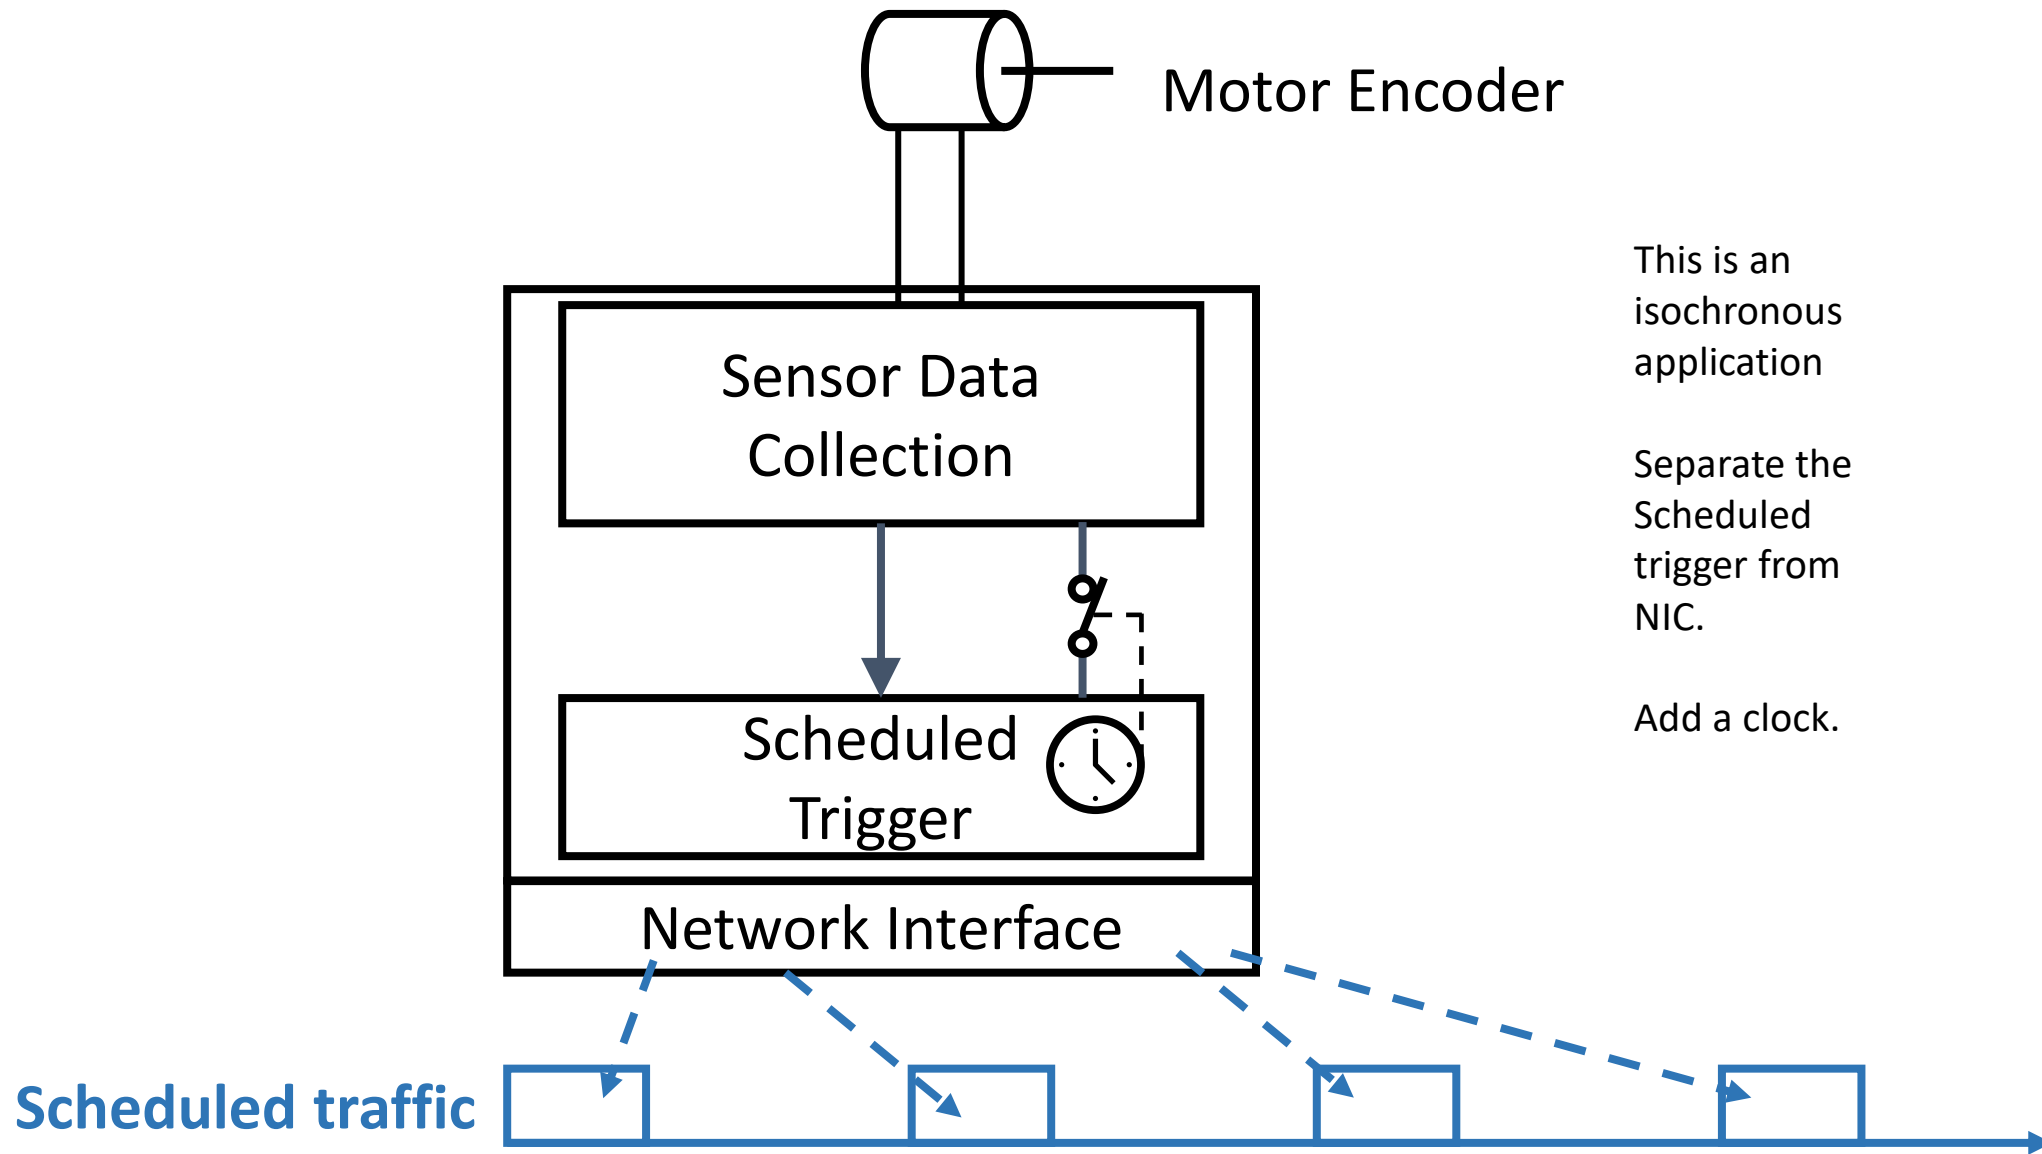 Motor Encoder
This is an
isochronous
application
Separate the
Scheduled
trigger from
NIC.
Add a clock.
Sensor Data
Collection
Scheduled
Trigger
Network Interface
Scheduled traffic